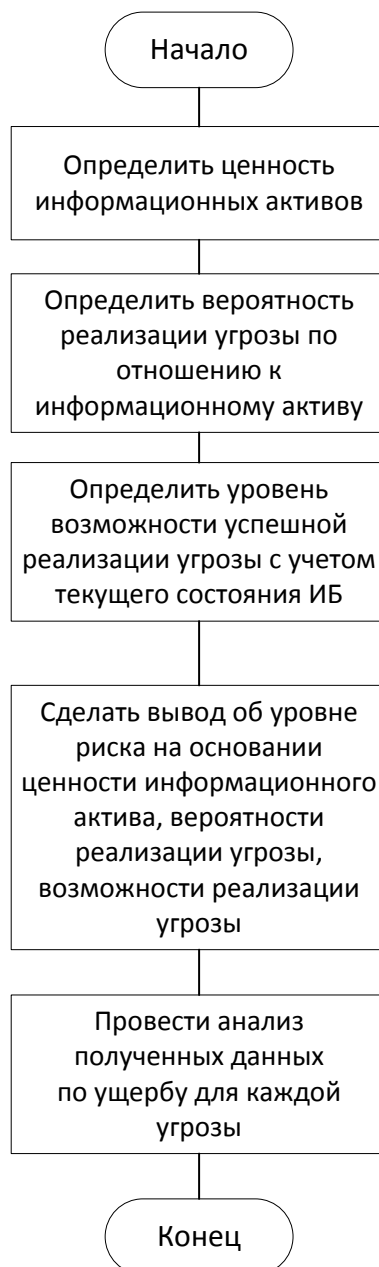 Начало
Определить ценность
информационных активов
Определить вероятность
реализации угрозы по
отношению к
информационному активу
Определить уровень
возможности успешной
реализации угрозы с учетом
текущего состояния ИБ
Сделать вывод об уровне
риска на основании
ценности информационного
актива, вероятности
реализации угрозы,
возможности реализации
угрозы
Провести анализ
полученных данных
по ущербу для каждой
угрозы
Конец